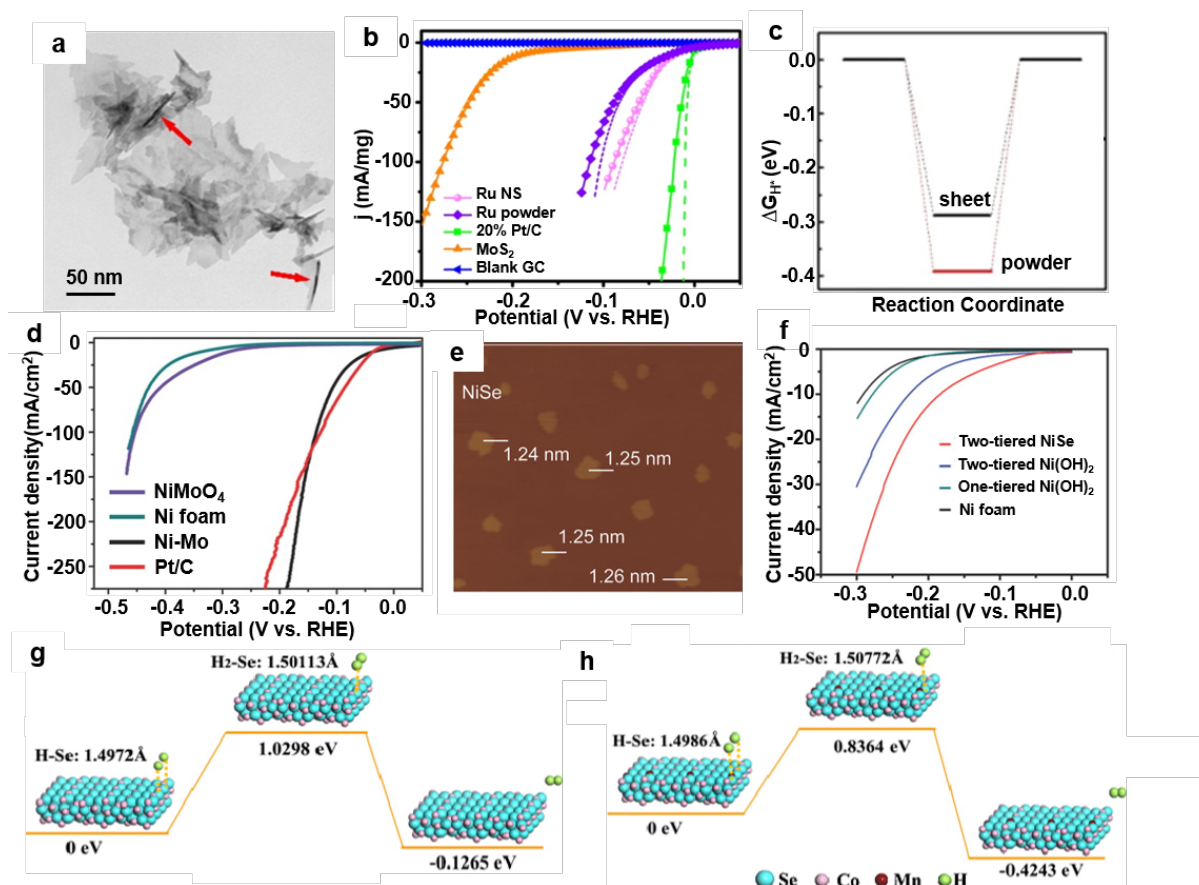 a
50 nm
b
0
-50
-100
-150
-200
j (mA/mg)
Ru NS
Ru powder
20% Pt/C
MoS2
Blank GC
-0.3
-0.2
-0.1
0.0
Potential (V vs. RHE)
c
0.0
-0.1
-0.2
-0.3
-0.4
ΔGH* (eV)
sheet
powder
Reaction Coordinate
d
0
-50
-100
-150
-200
-250
Current density(mA/cm2)
NiMoO4
Ni foam
Ni-Mo
Pt/C
-0.5
-0.4
-0.3
-0.2
-0.1
0.0
Potential (V vs. RHE)
e
NiSe
1.24 nm
1.25 nm
1.25 nm
1.26 nm
f
0
-10
-20
-30
-40
-50
Current density (mA/cm2)
Two-tiered NiSe
Two-tiered Ni(OH)2
One-tiered Ni(OH)2
Ni foam
-0.3
-0.2
-0.1
0.0
Potential (V vs. RHE)
g
H2-Se: 1.50113Å
H-Se: 1.4972Å
1.0298 eV
0 eV
-0.1265 eV
h
H2-Se: 1.50772Å
H-Se: 1.4986Å
0.8364 eV
0 eV
-0.4243 eV
Se Co Mn H